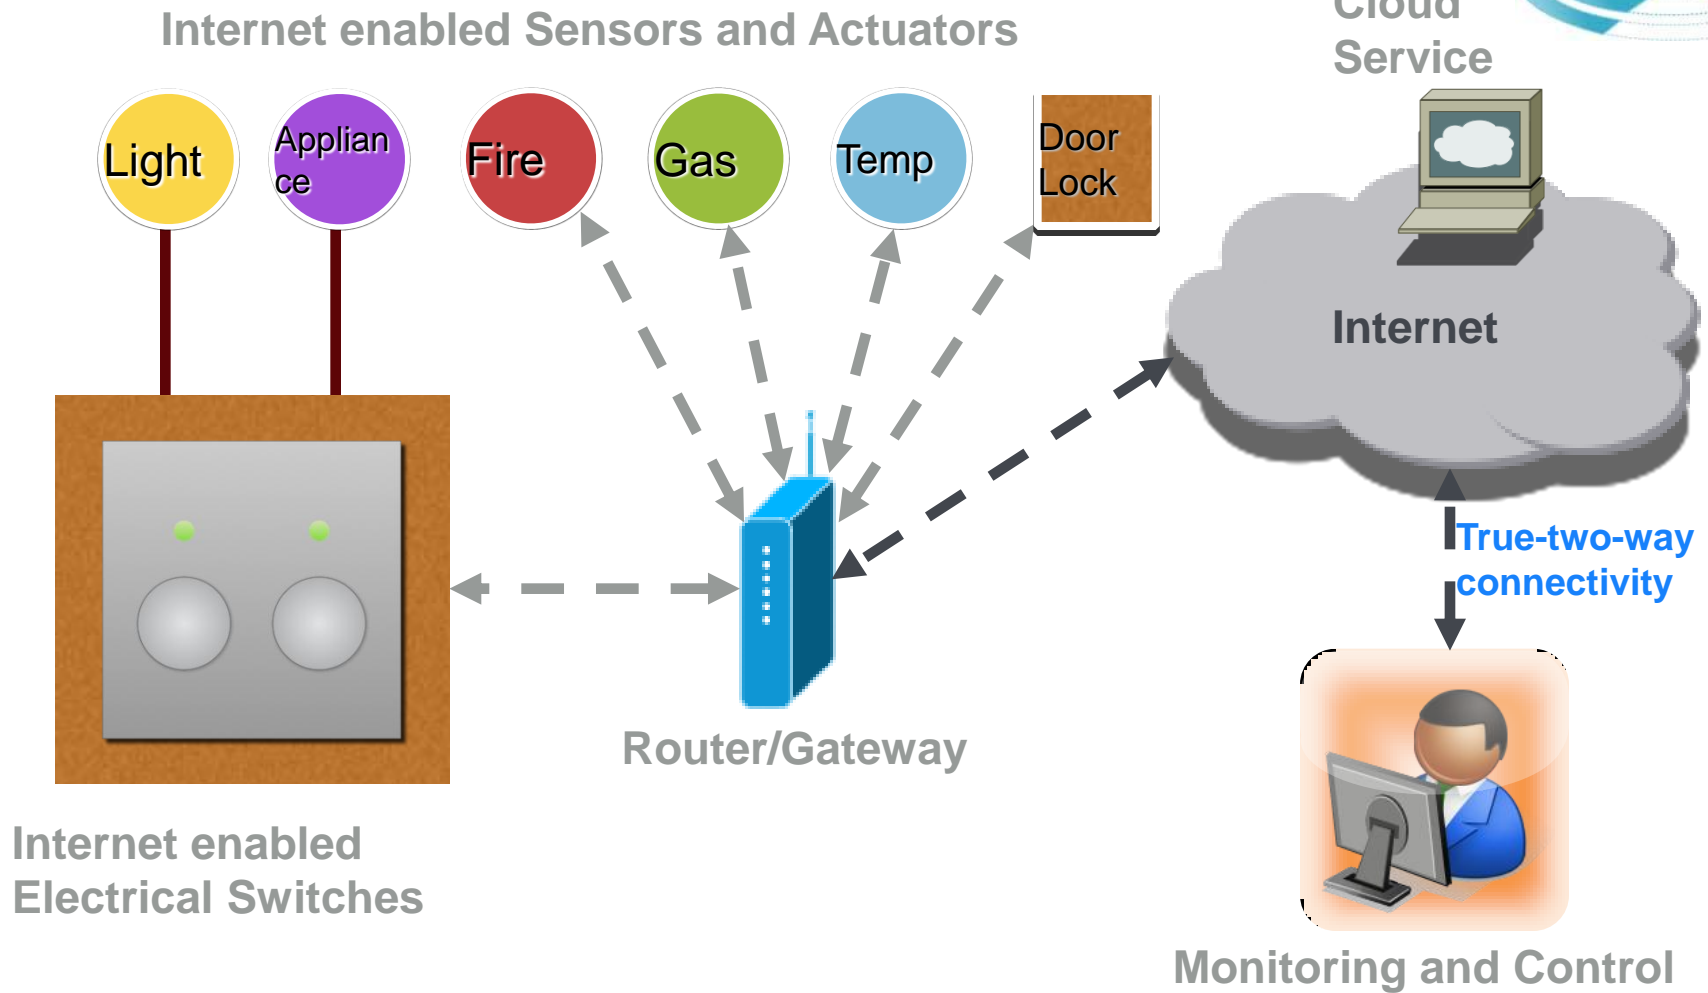 Internet enabled Sensors and Actuators
Cloud
Service
Light
Applian
ce
Fire
Gas
Temp
Door
Lock
Internet
True-two-way
connectivity
Router/Gateway
Internet enabled
Electrical Switches
Monitoring and Control